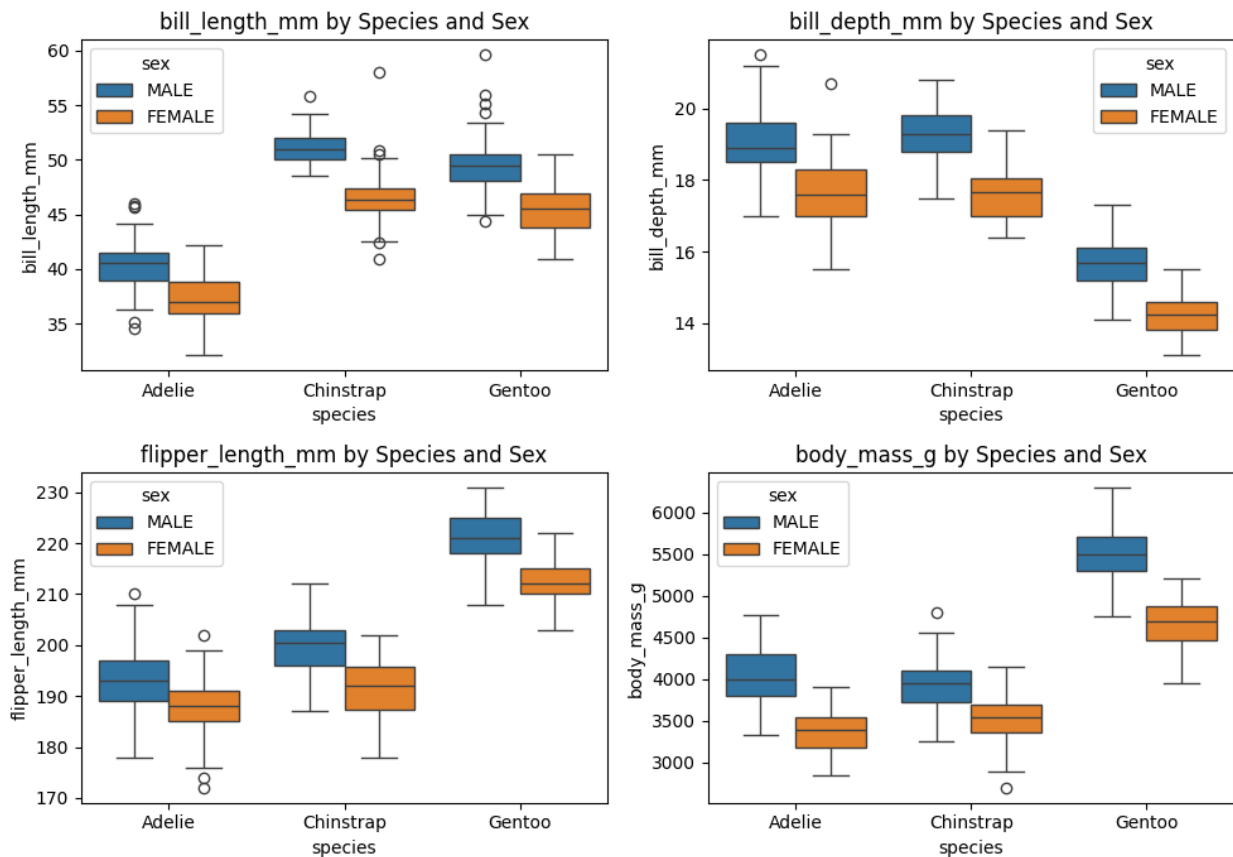 bill_length_mm by Species and Sex
60
55
50
45
40
35
bill_length_mm
sex
MALE
FEMALE
Adelie
Chinstrap
Gentoo
species
bill_depth_mm by Species and Sex
20
18
16
14
bill_depth_mm
sex
MALE
FEMALE
Adelie
Chinstrap
Gentoo
species
flipper_length_mm by Species and Sex
230
220
210
200
190
180
170
flipper_length_mm
sex
MALE
FEMALE
Adelie
Chinstrap
Gentoo
species
body_mass_g by Species and Sex
6000
5500
5000
4500
4000
3500
3000
body_mass_g
sex
MALE
FEMALE
Adelie
Chinstrap
Gentoo
species